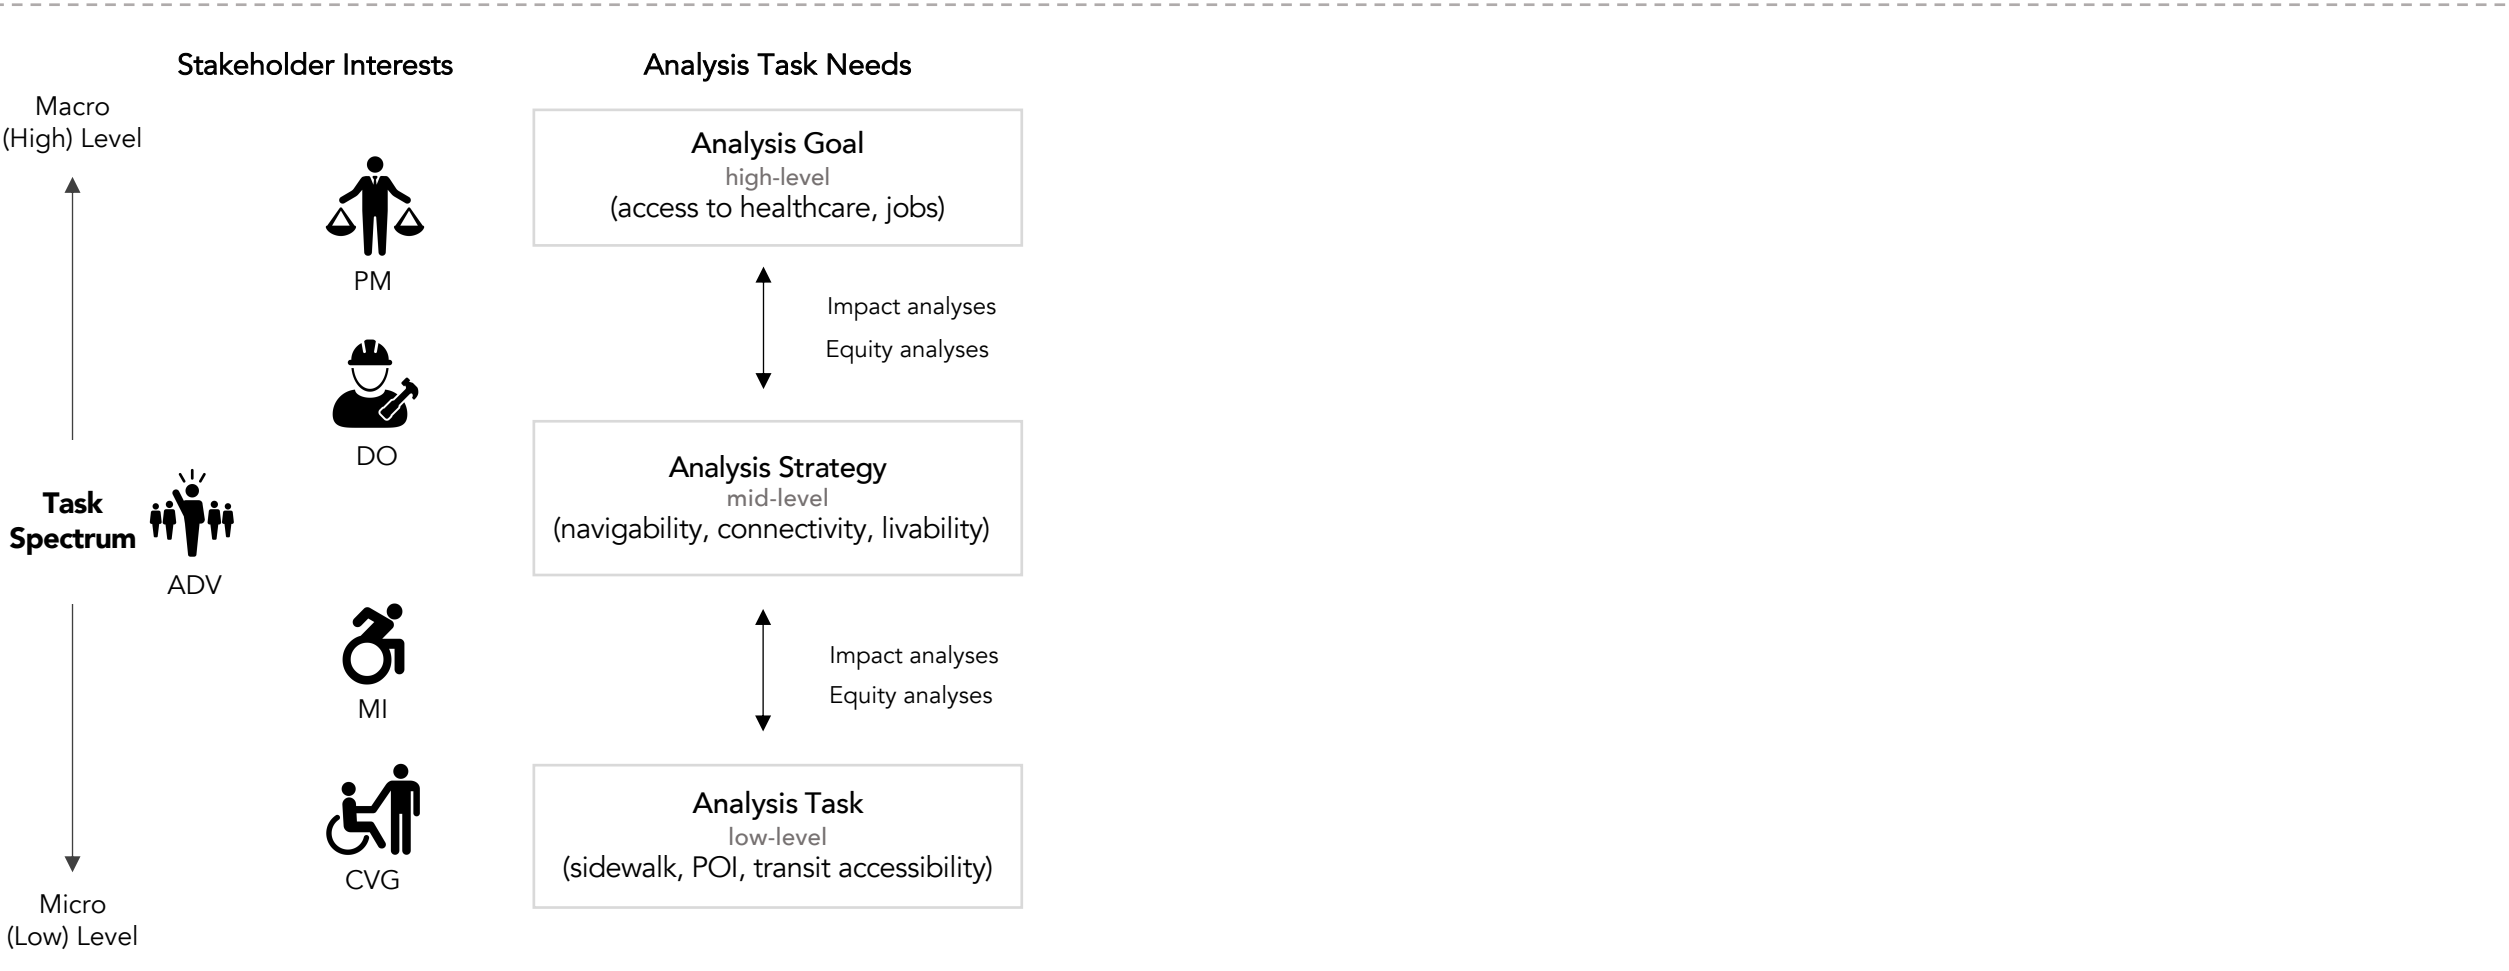 Stakeholder Interests
Analysis Task Needs
Macro
(High) Level
Task
Spectrum
Micro
(Low) Level
PM
DO
ADV
MI
CVG
Analysis Goal
high-level
(access to healthcare, jobs)
Impact analyses
Equity analyses
Analysis Strategy
mid-level
(navigability, connectivity, livability)
Impact analyses
Equity analyses
Analysis Task
low-level
(sidewalk, POI, transit accessibility)